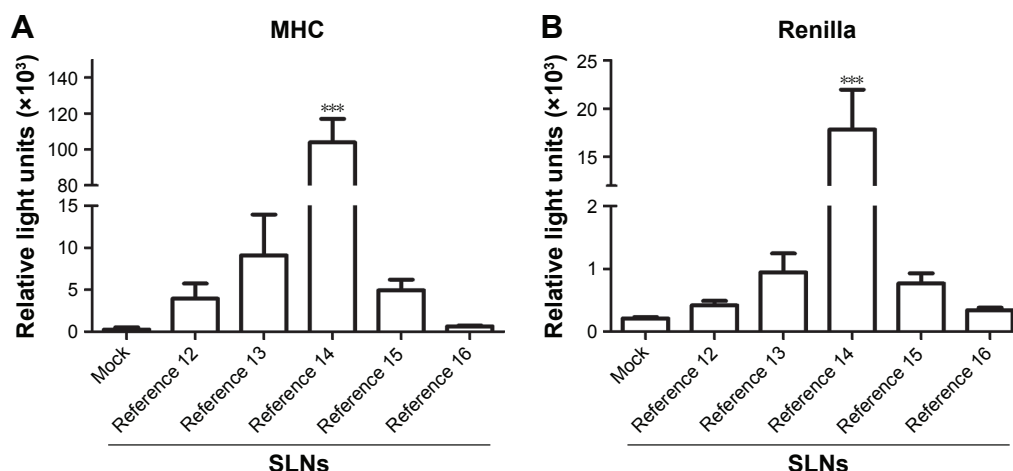 A
MHC
Relative light units (×10³)
140
120
100
80
15
10
5
0
***
Mock
Reference 12
Reference 13
Reference 14
Reference 15
Reference 16
SLNs
B
Renilla
Relative light units (×10³)
25
20
15
2
1
0
***
Mock
Reference 12
Reference 13
Reference 14
Reference 15
Reference 16
SLNs